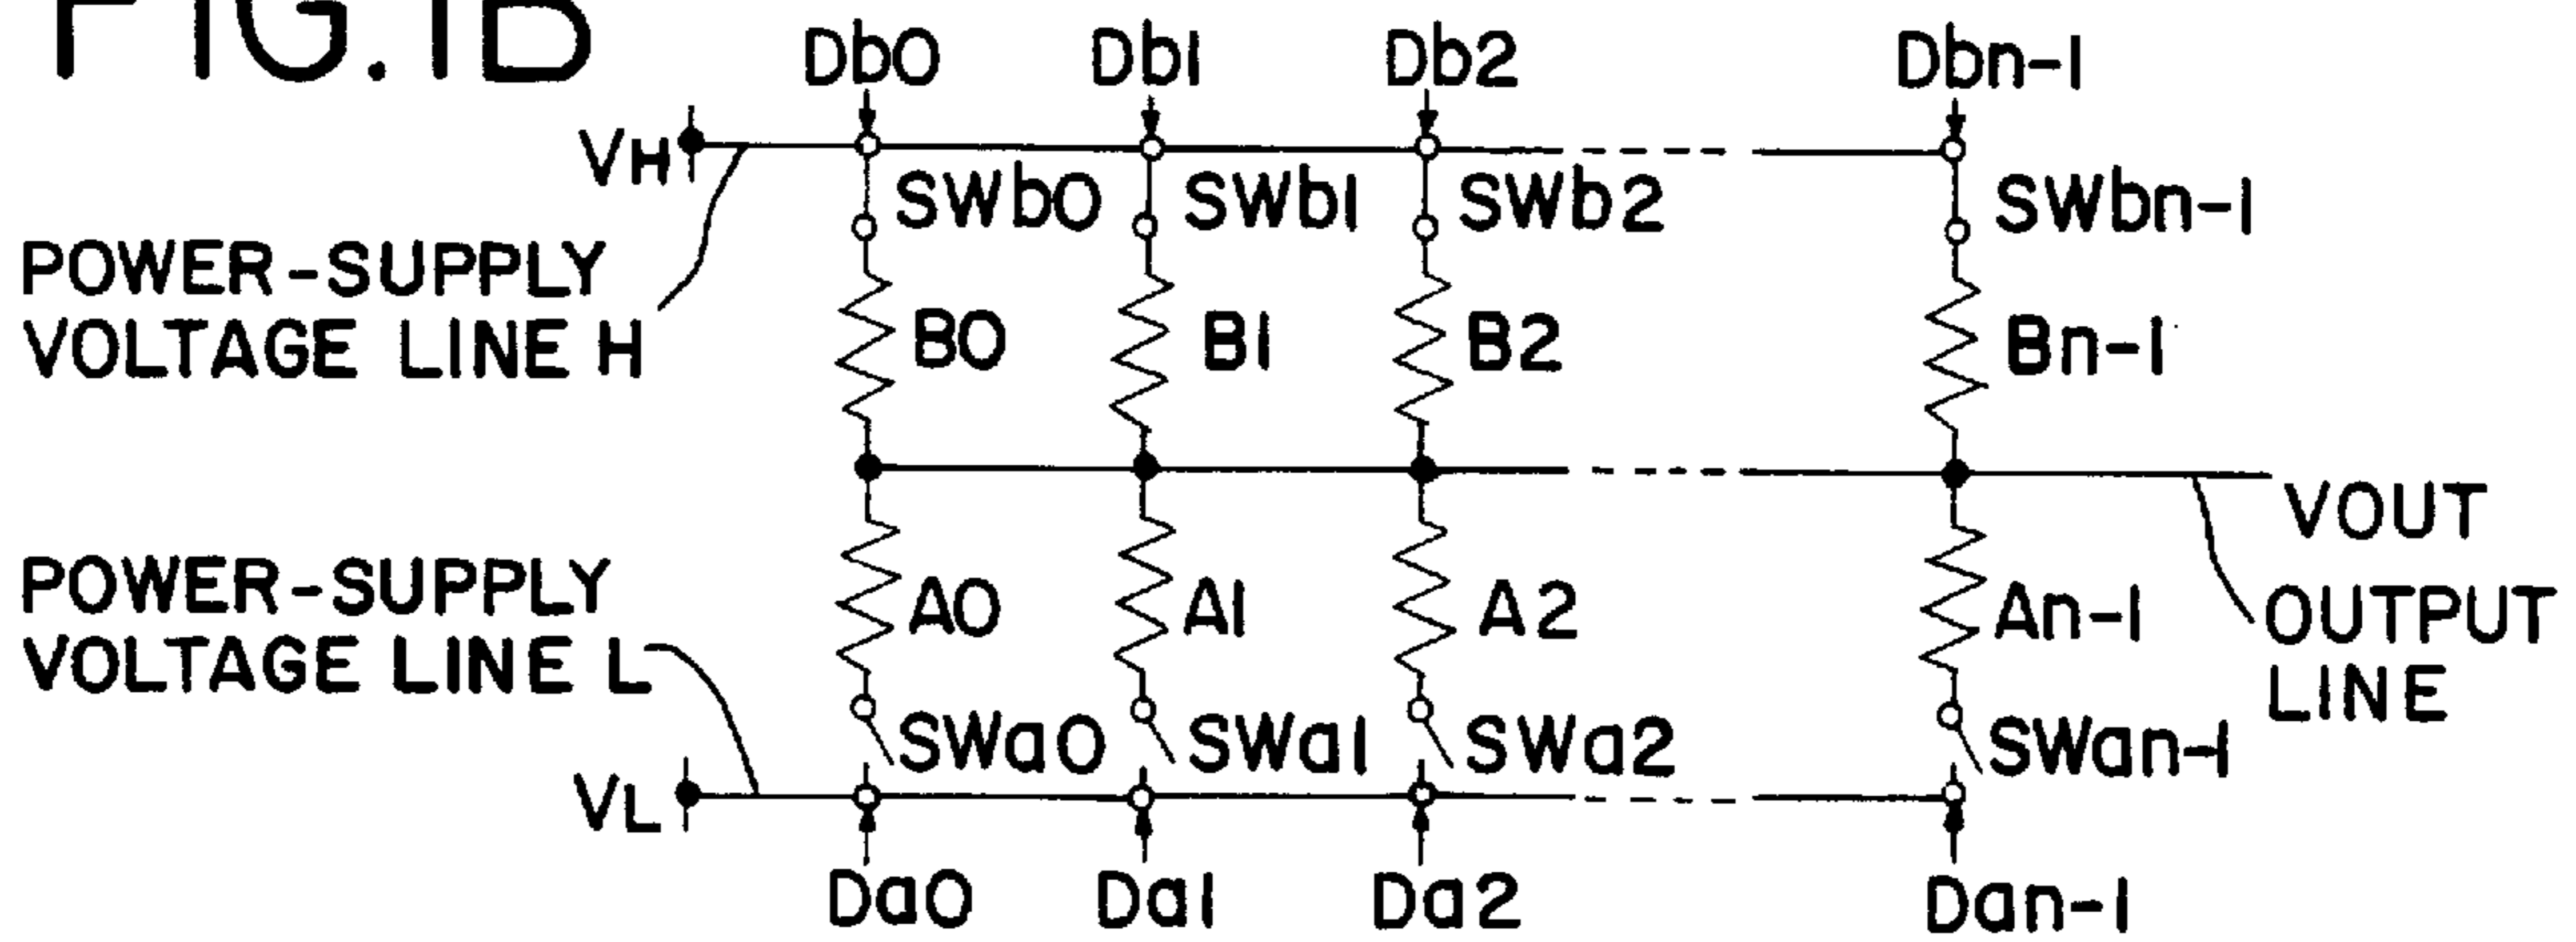 FIG.1B
Db0 Db1 Db2 Dbn-1
VH
SWb0 SWb1 SWb2 SWbn-1
POWER-SUPPLY
VOLTAGE LINE H
B0 B1 B2 Bn-1
VOUT
POWER-SUPPLY
VOLTAGE LINE L
A0 A1 A2 An-1
OUTPUT
LINE
SWa0 SWa1 SWa2 SWan-1
VL
Da0 Da1 Da2 Dan-1